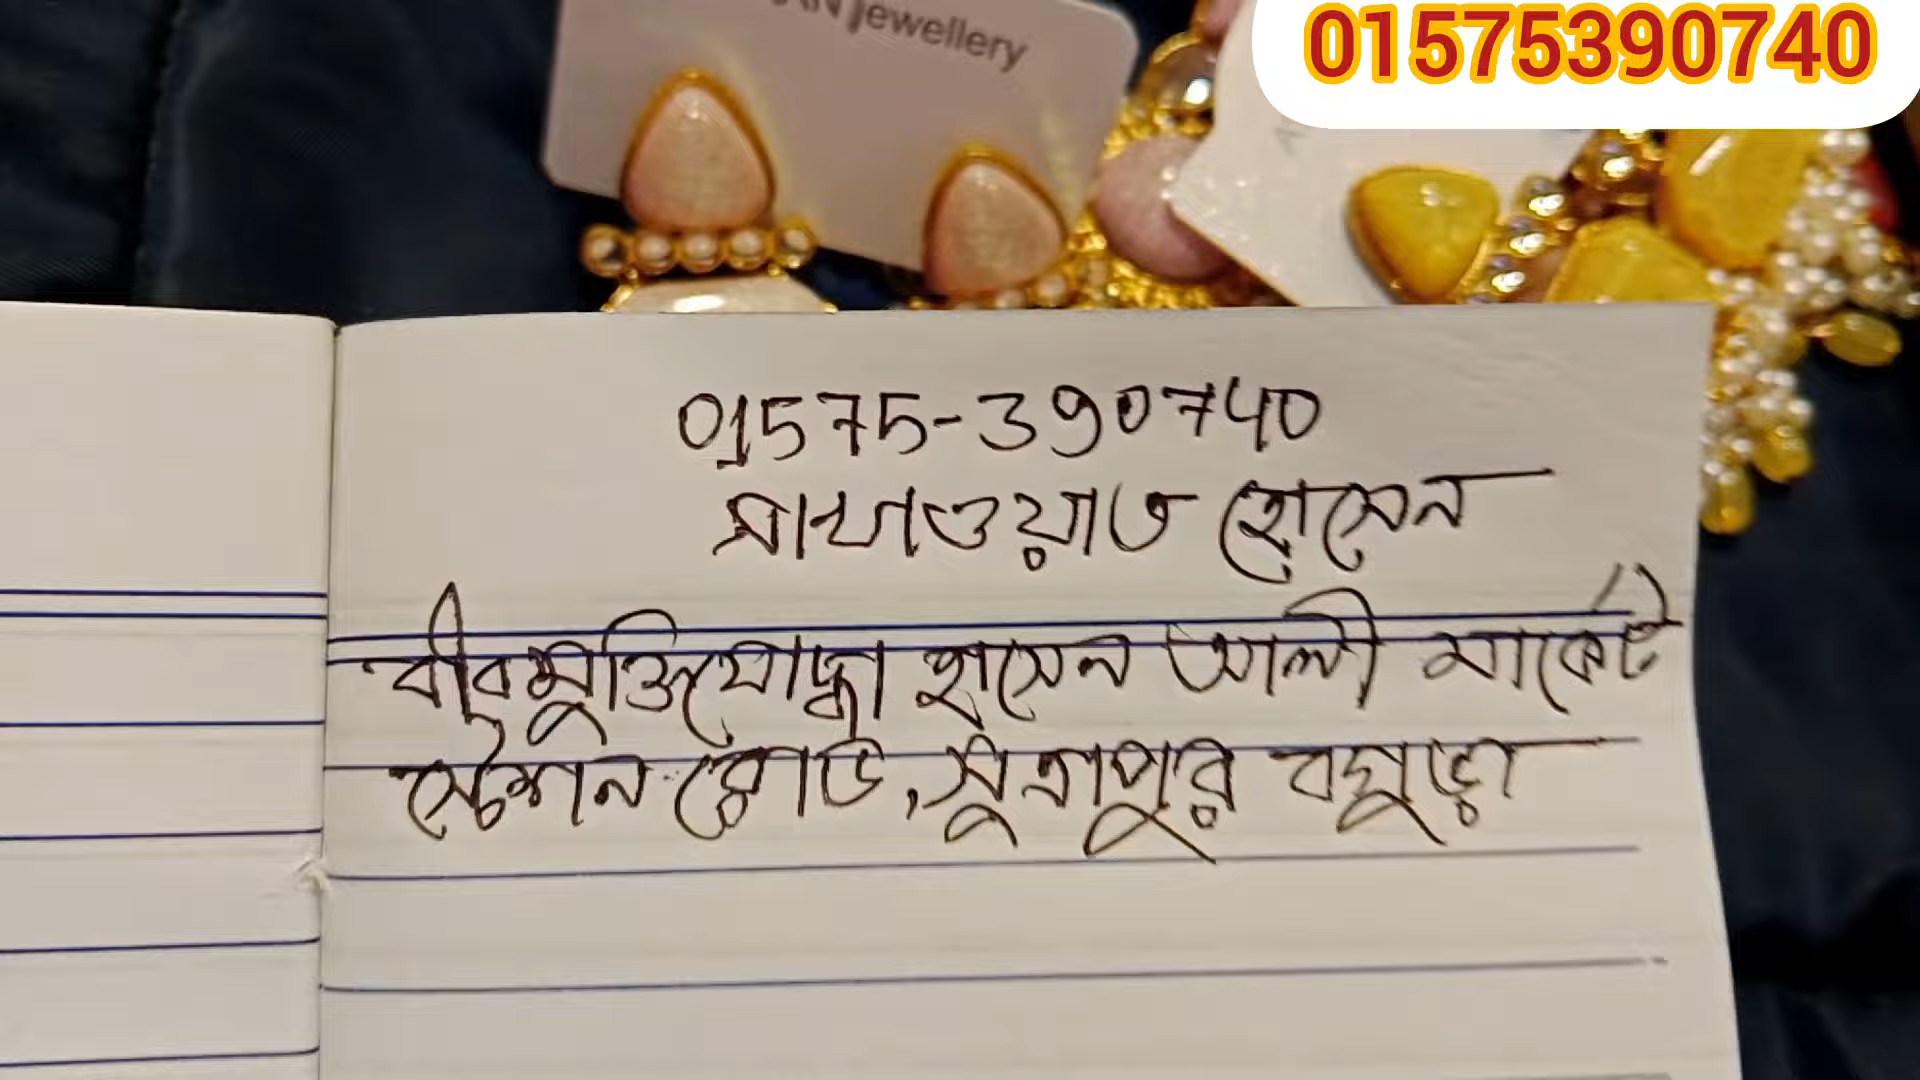 Jewellery
01575390740
01575-390740
সাখাওয়াত হোসেন
বীরমুক্তিযোদ্ধা হাসেন আলী মার্কেট
স্টেশন রোড, সূত্রাপুর বগুড়া